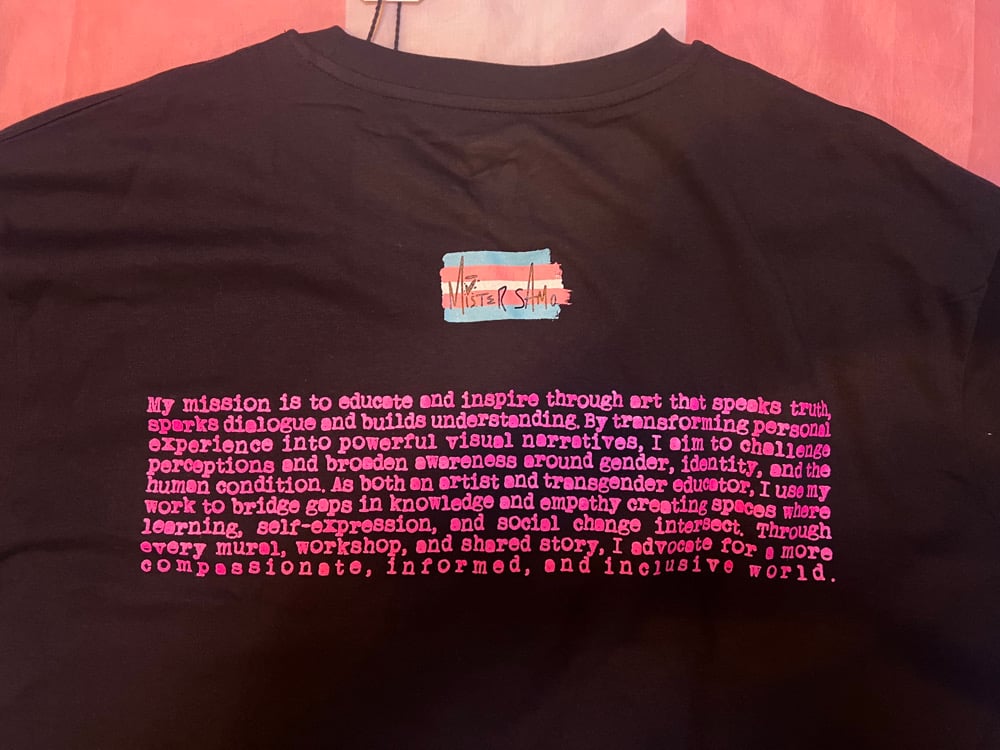 MISTER SAMO
My mission is to educate and inspire through art that speaks truth,
sparks dialogue and builds understanding. By transforming personal
experience into powerful visual narratives, I aim to challenge
perceptions and broaden awareness around gender, identity, and the
human condition. As both an artist and transgender educator, I use my
work to bridge gaps in knowledge and empathy creating spaces where
learning, self-expression, and social change intersect. Through
every mural, workshop, and shared story, I advocate for a more
compassionate, informed, and inclusive world.